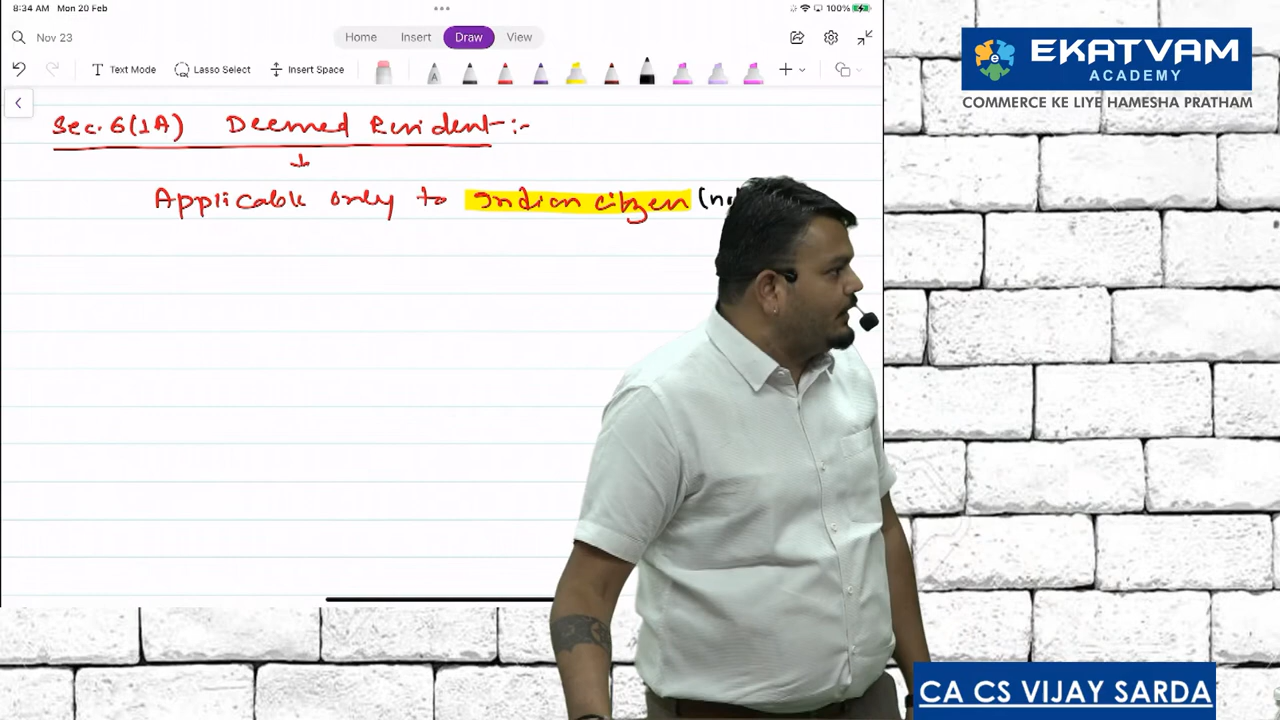 8:34 AM Mon 20 Feb
100%
Nov 23
Home Insert Draw View
Text Mode Lasso Select Insert Space
Sec. 6(1A) Deemed Resident :-
Applicable only to Indian citizen
EKATVAM
ACADEMY
COMMERCE KE LIYE HAMESHA PRATHAM
CA CS VIJAY SARDA